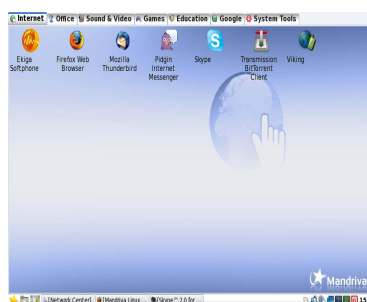 Internet Office Sound & Video Games Education Google System Tools
Ekiga Softphone
Firefox Web Browser
Mozilla Thunderbird
Pidgin Internet Messenger
Skype
Transmission BitTorrent Client
Viking
Mandriva
[Network Center] [Mandriva Linux ... [Skype™ 2.0 for ... 15